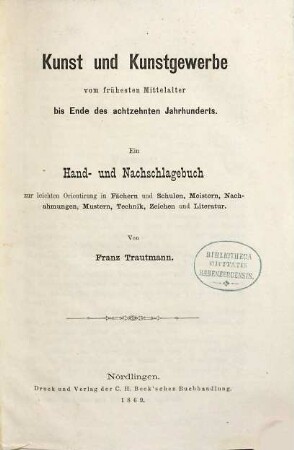 Kunst und Kunstgewerbe
vom frühesten Mittelalter
bis Ende des achtzehnten Jahrhunderts.
Ein
Hand- und Nachschlagebuch
zur leichten Orientirung in Fächern und Schulen, Meistern, Nach-
ahmungen, Mustern, Technik, Zeichen und Literatur.
Von
Franz Trautmann.
BIBLIOTHECA
Nördlingen.
Druck und Verlag der C. H. Beck'schen Buchhandlung.
1869.